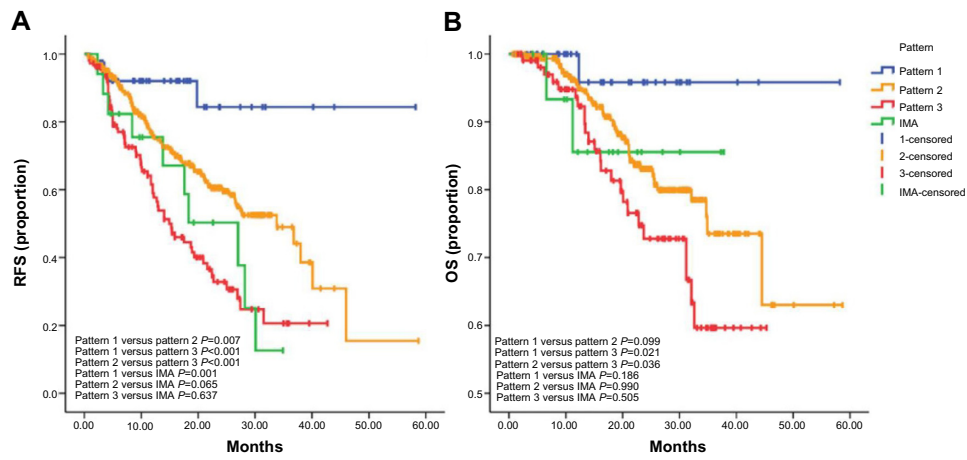 A
B
1.0
0.8
0.6
0.4
0.2
0.0
RFS (proportion)
Pattern 1 versus pattern 2 P=0.007
Pattern 1 versus pattern 3 P<0.001
Pattern 2 versus pattern 3 P<0.001
Pattern 1 versus IMA P=0.001
Pattern 2 versus IMA P=0.065
Pattern 3 versus IMA P=0.637
0.00 10.00 20.00 30.00 40.00 50.00 60.00
Months
1.0
0.9
0.8
0.7
0.6
0.5
OS (proportion)
Pattern 1 versus pattern 2 P=0.099
Pattern 1 versus pattern 3 P=0.021
Pattern 2 versus pattern 3 P=0.036
Pattern 1 versus IMA P=0.186
Pattern 2 versus IMA P=0.990
Pattern 3 versus IMA P=0.505
0.00 10.00 20.00 30.00 40.00 50.00 60.00
Months
Pattern
Pattern 1
Pattern 2
Pattern 3
IMA
1-censored
2-censored
3-censored
IMA-censored